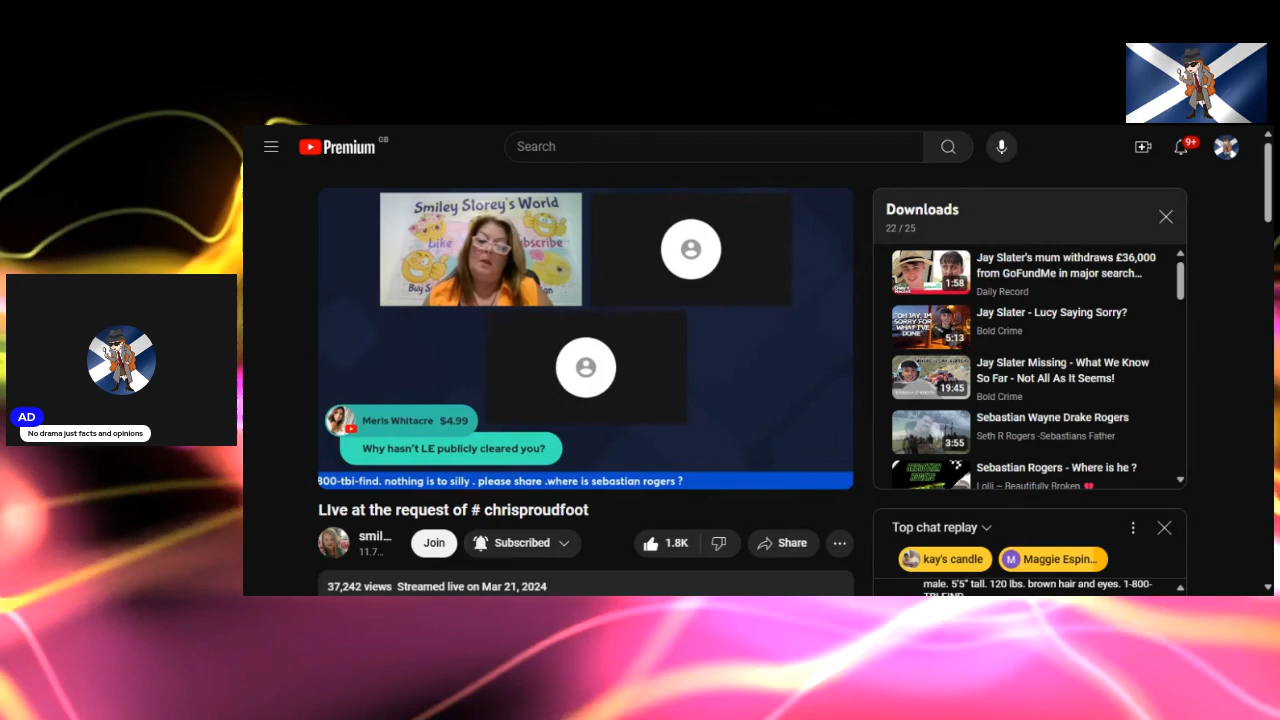 Premium GB
Search
9+
Smiley Storey's World
Like
Meris Whitacre $4.99
Why hasn't LE publicly cleared you?
800-tbi-find. nothing is to silly . please share .where is sebastian rogers ?
LIve at the request of # chrisproudfoot
smil...
11.7...
Join
Subscribed
1.8K
Share
37,242 views Streamed live on Mar 21, 2024
Downloads
22 / 25
1:58
Jay Slater's mum withdraws £36,000
from GoFundMe in major search...
Daily Record
5:13
Jay Slater - Lucy Saying Sorry?
Bold Crime
19:45
Jay Slater Missing - What We Know
So Far - Not All As It Seems!
Bold Crime
3:55
Sebastian Wayne Drake Rogers
Seth R Rogers -Sebastians Father
Sebastian Rogers - Where is he ?
Lolli ~ Beautifully Broken
Top chat replay
kay's candle
M Maggie Espin...
male. 5'5" tall. 120 lbs. brown hair and eyes. 1-800-
AD
No drama just facts and opinions